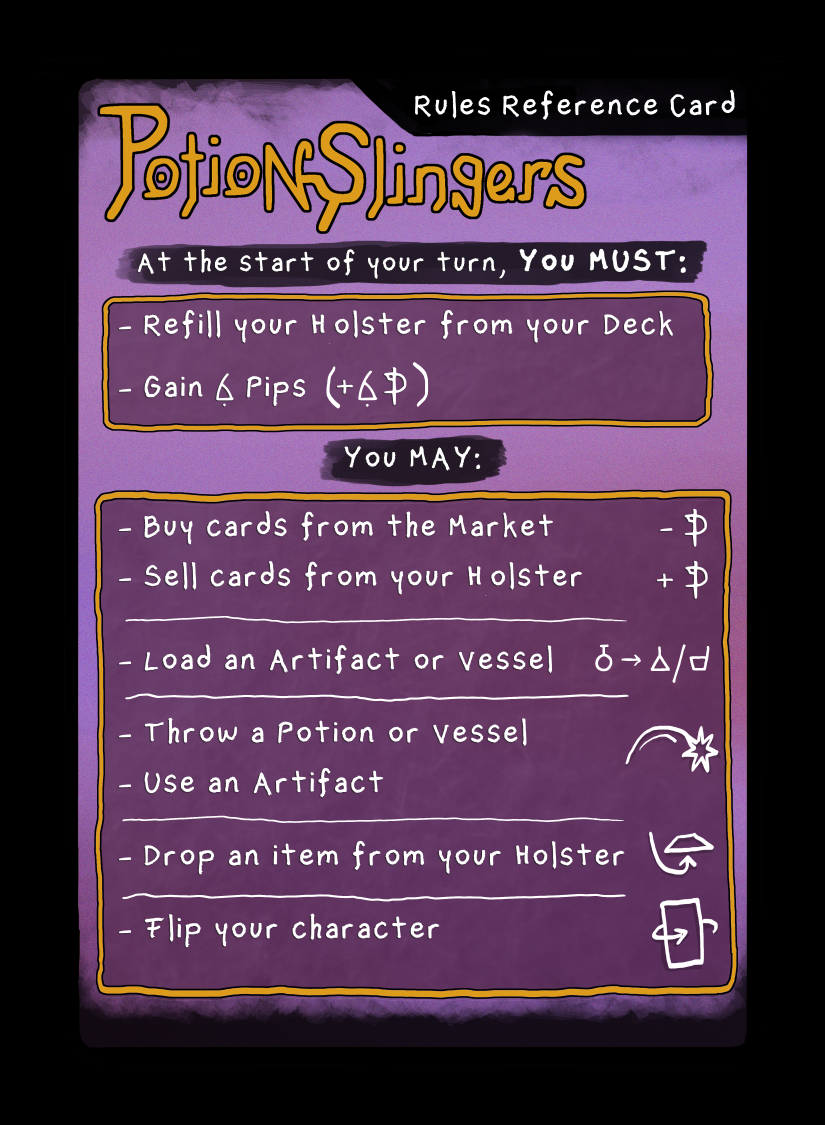 Rules Reference Card
PotionSlingers
At the start of your turn, YOU MUST:
- Refill your Holster from your Deck
- Gain 6 Pips (+6)
YOU MAY:
- Buy cards from the Market -
- Sell cards from your Holster +
- Load an Artifact or Vessel → /
- Throw a Potion or Vessel
- Use an Artifact
- Drop an item from your Holster
- Flip your character